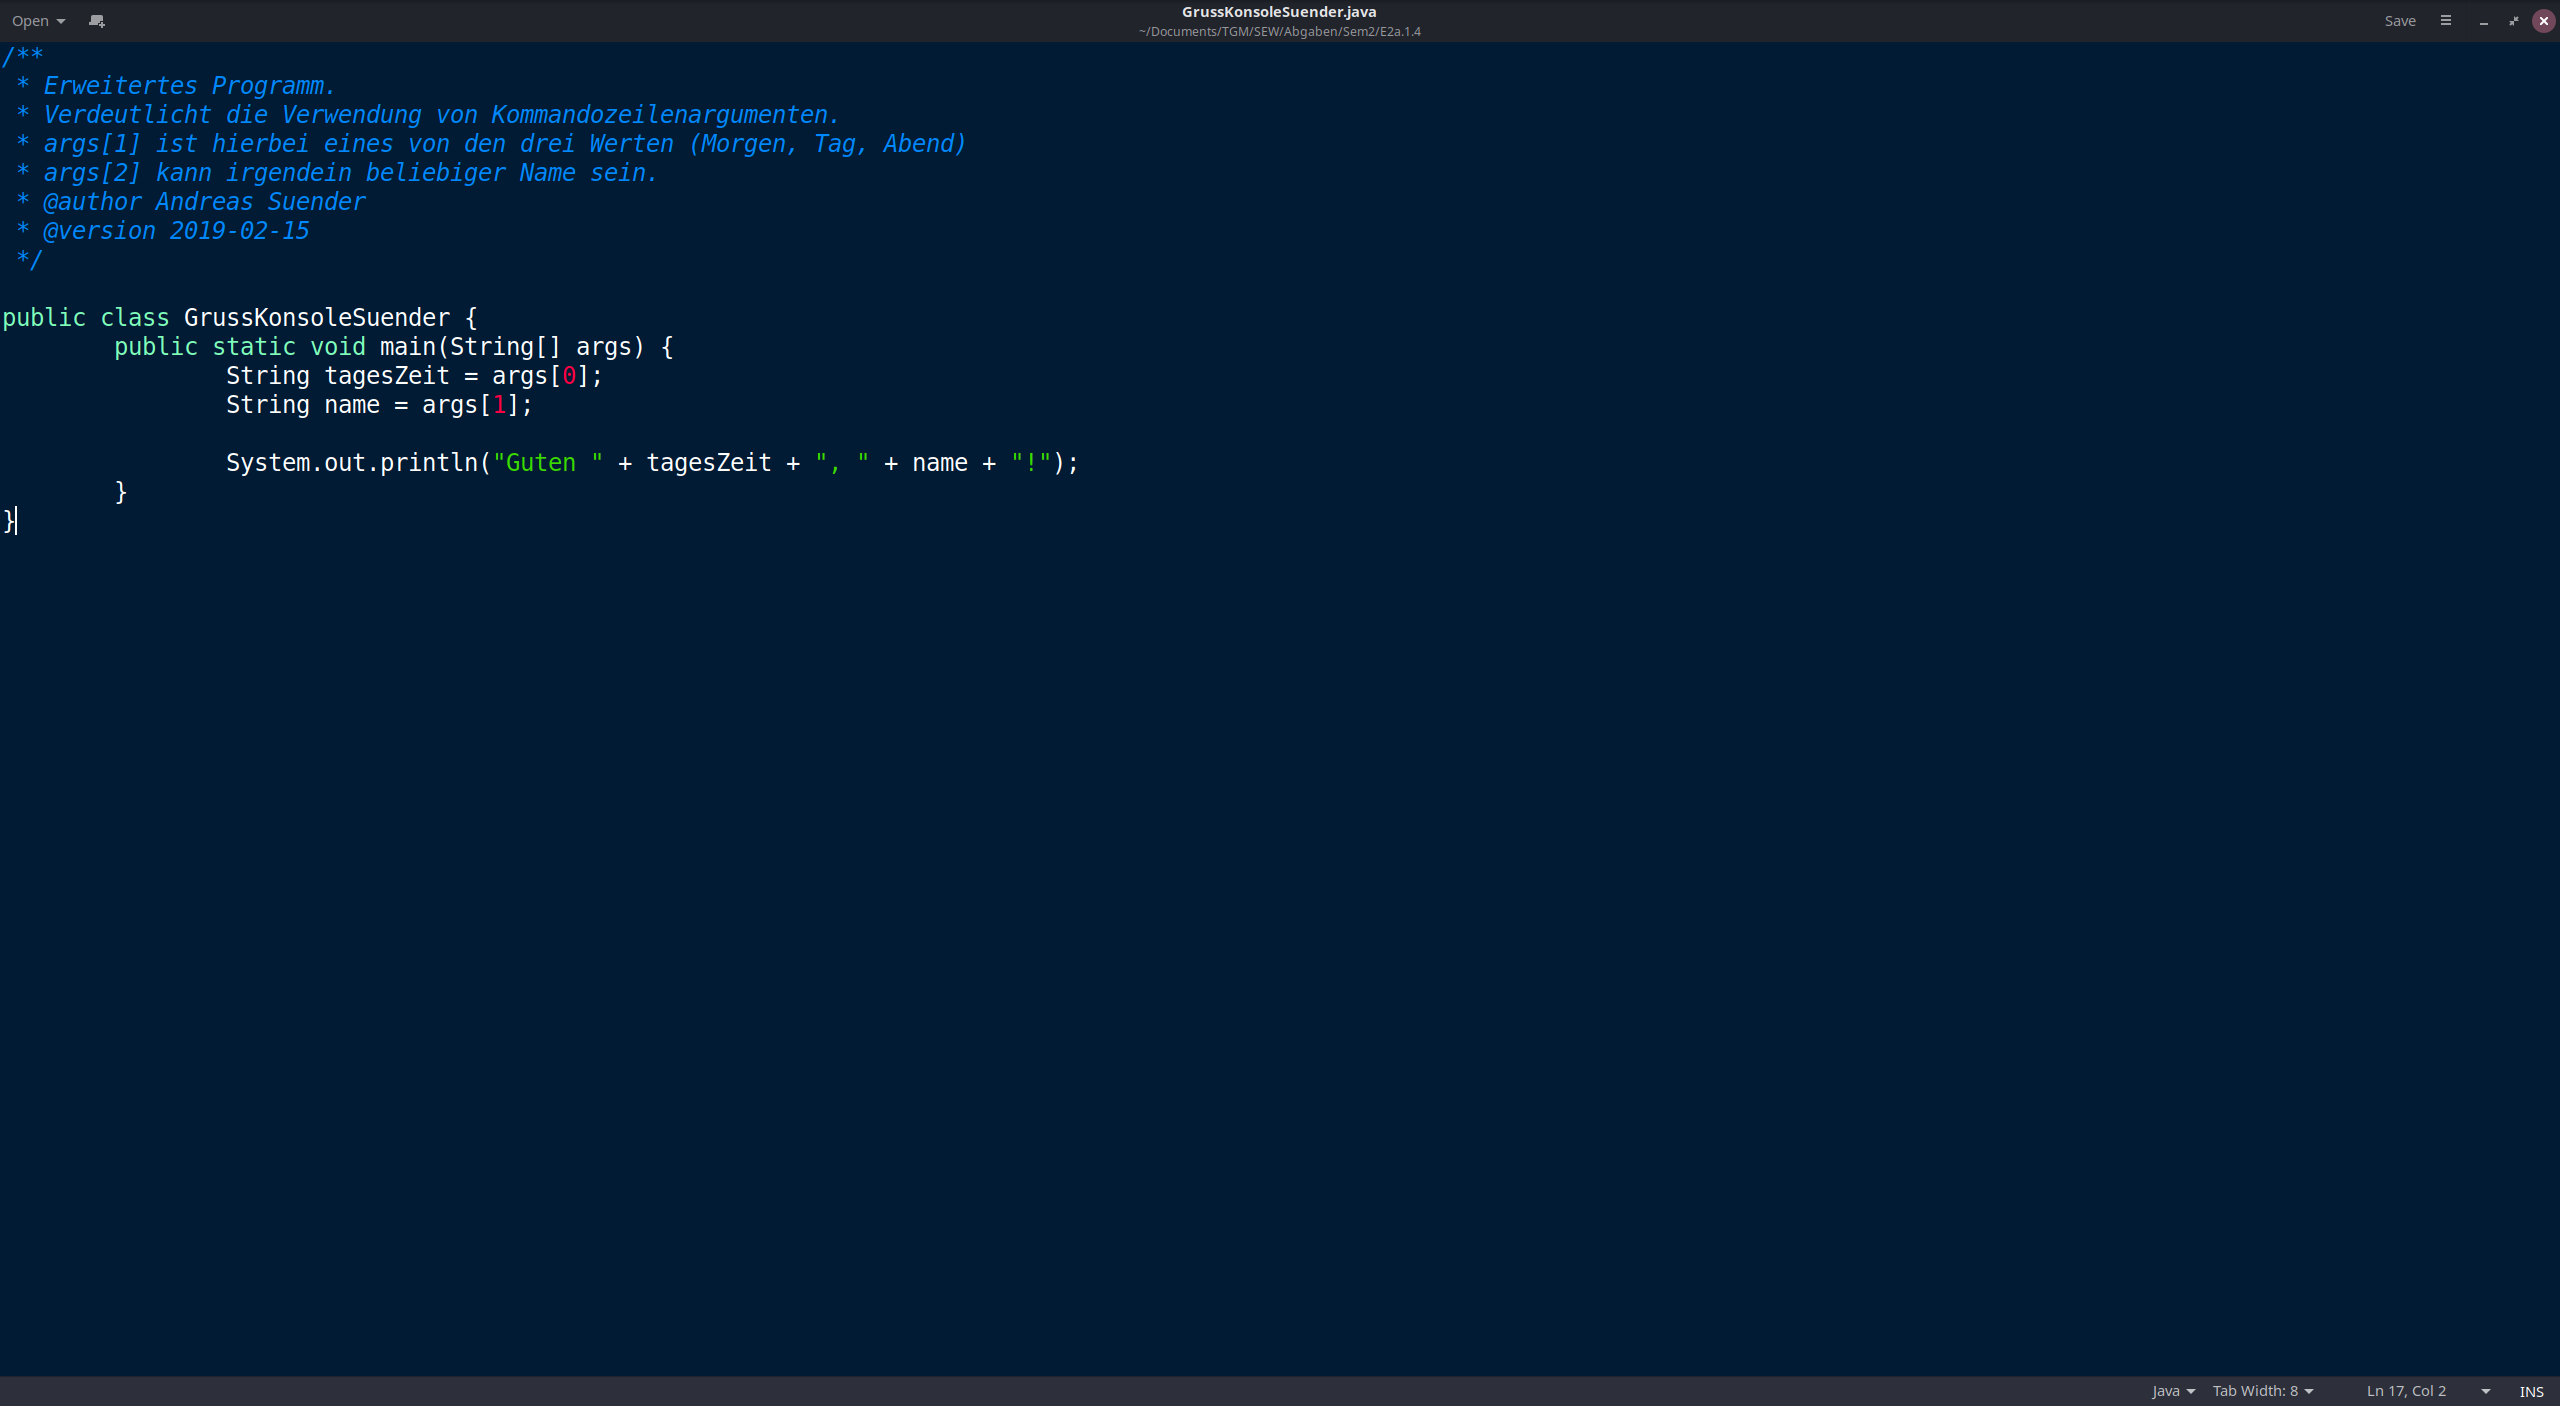 Open
GrussKonsoleSuender.java
~/Documents/TGM/SEW/Abgaben/Sem2/E2a.1.4
Save
/**
 * Erweitertes Programm.
 * Verdeutlicht die Verwendung von Kommandozeilenargumenten.
 * args[1] ist hierbei eines von den drei Werten (Morgen, Tag, Abend)
 * args[2] kann irgendein beliebiger Name sein.
 * @author Andreas Suender
 * @version 2019-02-15
 */
public class GrussKonsoleSuender {
        public static void main(String[] args) {
                String tagesZeit = args[0];
                String name = args[1];
                System.out.println("Guten " + tagesZeit + ", " + name + "!");
        }
}
Java Tab Width: 8 Ln 17, Col 2 INS